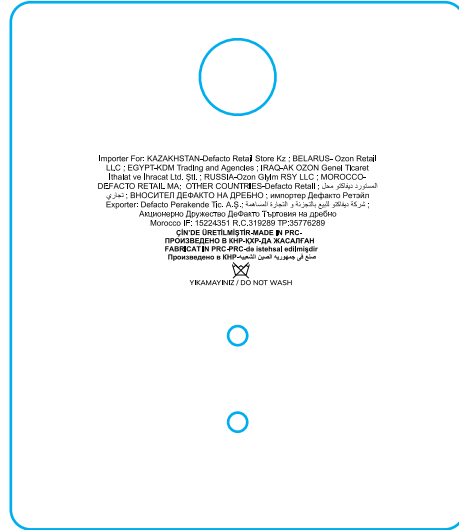 Importer For: KAZAKHSTAN-Defacto Retail Store Kz ; BELARUS- Ozon Retail
LLC ; EGYPT-KDM Trading and Agencies ; IRAQ-AK OZON Genel Ticaret
İthalat ve İhracat Ltd. Şti. ; RUSSIA-Ozon Giyim RSY LLC ; MOROCCO-
DEFACTO RETAIL MA; OTHER COUNTRIES-Defacto Retail ; المستورد ديفاكتو محل
تجاري ; ВНОСИТЕЛ ДЕФАКТО НА ДРЕБНО ; импортер Дефакто Ретэйл
Exporter: Defacto Perakende Tic. A.Ş.; شركة ديفاكتو للبيع بالتجزئة و التجارة المساهمة ;
Акционерно Дружество ДеФакто Търговия на дребно
Morocco IF: 15224351 R.C.319289 TP:35776289
ÇİN'DE ÜRETİLMİŞTİR-MADE IN PRC-
ПРОИЗВЕДЕНО В КНР-ҚХР-ДА ЖАСАЛҒАН
FABRICAT IN PRC-PRC-də istehsal edilmişdir
Произведено в КНР-صنع في جمهوريه الصين الشعبيه
YIKAMAYINIZ / DO NOT WASH